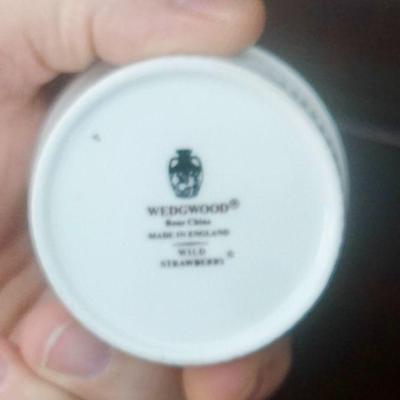 WEDGWOOD®
Bone China
MADE IN ENGLAND
WILD
STRAWBERRY ©